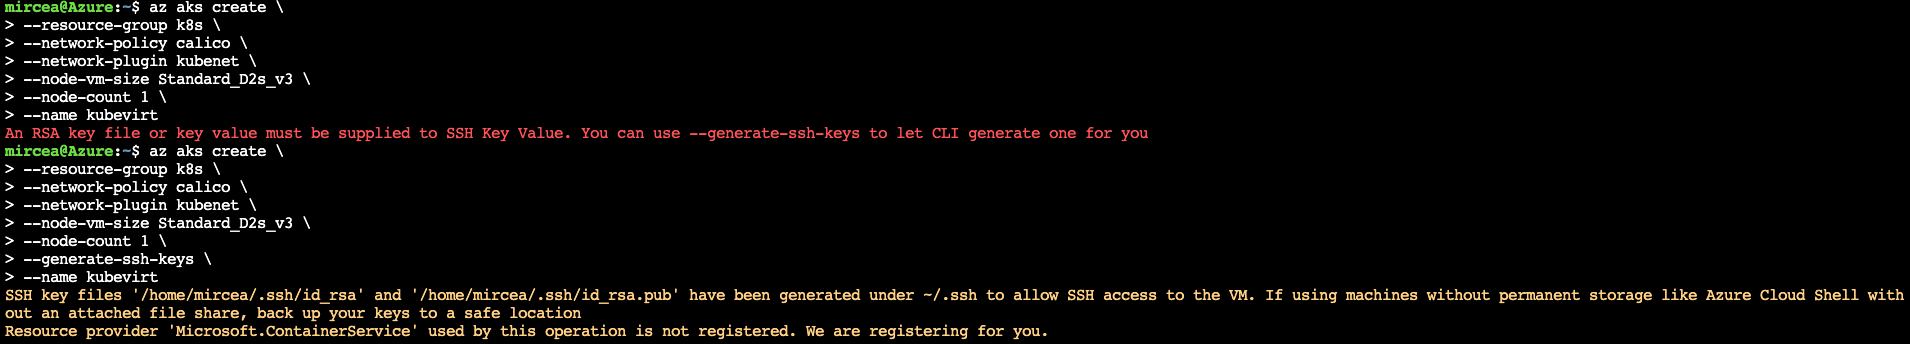 mircea@Azure:~$ az aks create \
> --resource-group k8s \
> --network-policy calico \
> --network-plugin kubenet \
> --node-vm-size Standard_D2s_v3 \
> --node-count 1 \
> --name kubevirt
An RSA key file or key value must be supplied to SSH Key Value. You can use --generate-ssh-keys to let CLI generate one for you
mircea@Azure:~$ az aks create \
> --resource-group k8s \
> --network-policy calico \
> --network-plugin kubenet \
> --node-vm-size Standard_D2s_v3 \
> --node-count 1 \
> --generate-ssh-keys \
> --name kubevirt
SSH key files '/home/mircea/.ssh/id_rsa' and '/home/mircea/.ssh/id_rsa.pub' have been generated under ~/.ssh to allow SSH access to the VM. If using machines without permanent storage like Azure Cloud Shell with
out an attached file share, back up your keys to a safe location
Resource provider 'Microsoft.ContainerService' used by this operation is not registered. We are registering for you.